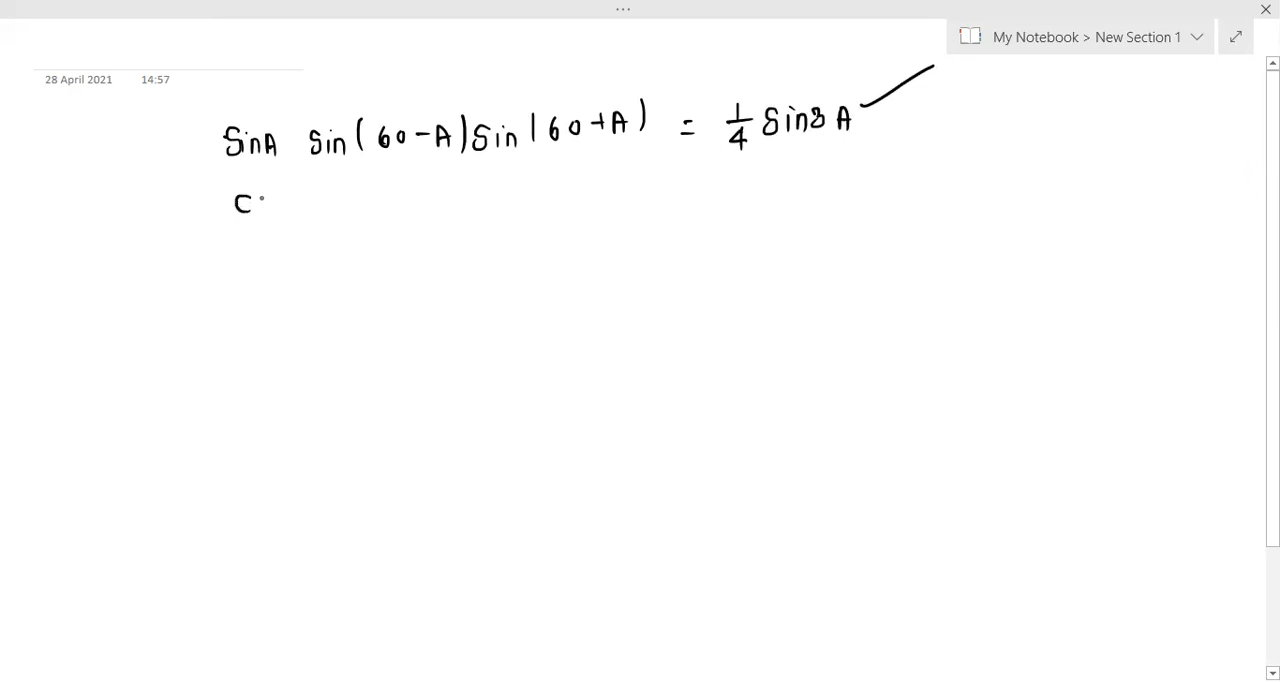 ...
My Notebook > New Section 1
28 April 2021 14:57
SinA Sin(60-A)Sin(60+A) = 1/4 Sin3A
C